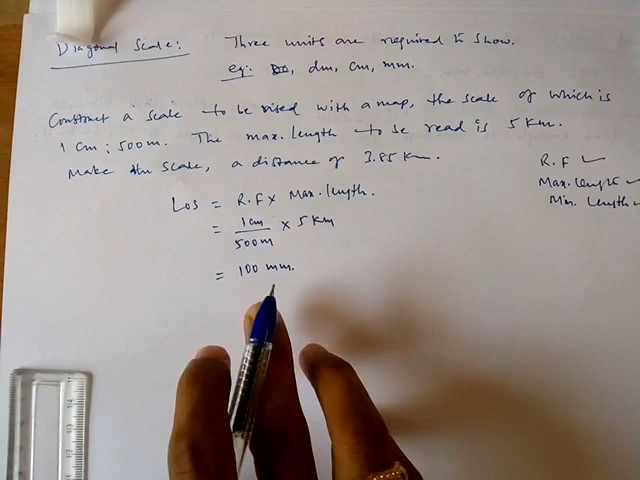 Diagonal Scale: Three units are required to show.
eg: m, dm, cm, mm.
Construct a scale to be used with a map, the scale of which is
1 cm : 500m. The max. length to be read is 5 Km.
Make the scale, a distance of 3.85 Km.
R.F ✓
Max. length ✓
Min. length ✓
LOS = R.F x Max. length.
= 1cm / 500m x 5 Km
= 100 mm.
14